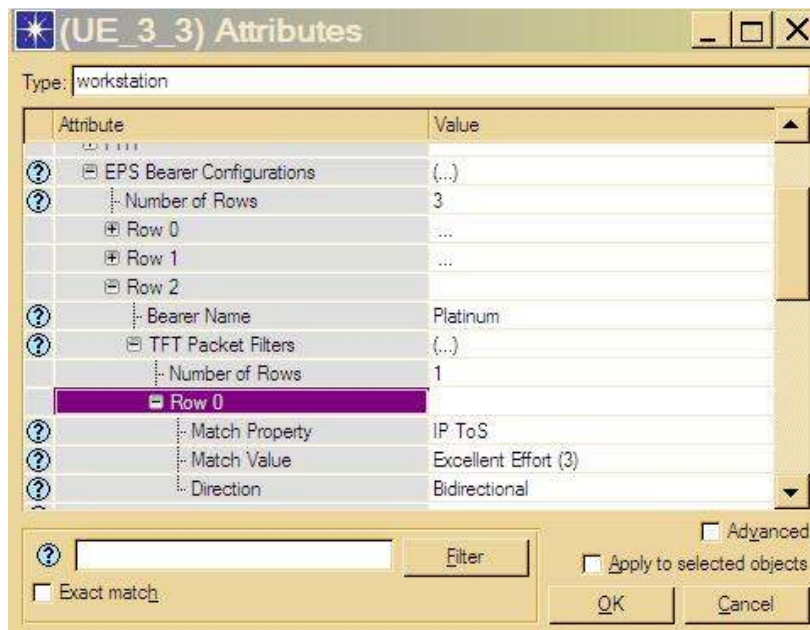 (UE_3_3) Attributes
Type: workstation
Attribute Value
EPS Bearer Configurations (...)
Number of Rows 3
Row 0 ...
Row 1 ...
Row 2
Bearer Name Platinum
TFT Packet Filters (...)
Number of Rows 1
Row 0
Match Property IP ToS
Match Value Excellent Effort (3)
Direction Bidirectional
Advanced
Filter
Apply to selected objects
Exact match
OK Cancel